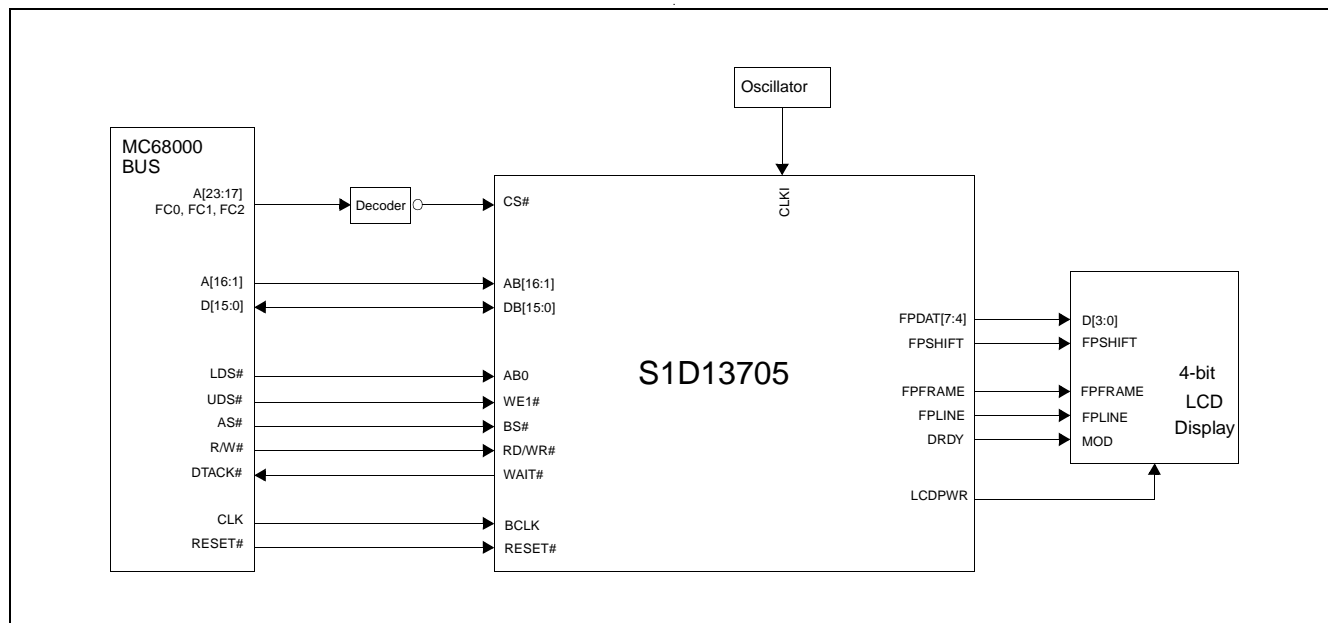 Oscillator
MC68000
BUS
A[23:17]
FC0, FC1, FC2
Decoder
CS#
CLKI
A[16:1]
AB[16:1]
D[15:0]
DB[15:0]
FPDAT[7:4]
D[3:0]
FPSHIFT
FPSHIFT
S1D13705
LDS#
AB0
4-bit
LCD
Display
UDS#
WE1#
FPFRAME
FPFRAME
AS#
BS#
FPLINE
FPLINE
R/W#
RD/WR#
DRDY
MOD
DTACK#
WAIT#
LCDPWR
CLK
BCLK
RESET#
RESET#